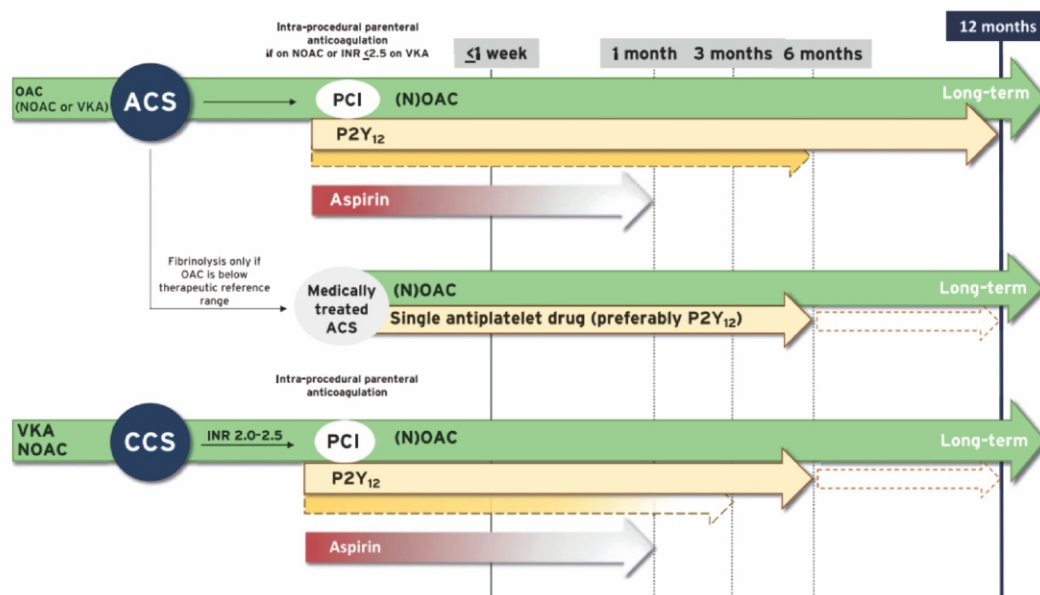 Intra-procedural parenteral
anticoagulation
if on NOAC or INR ≤2.5 on VKA
≤1 week
1 month
3 months
6 months
12 months
OAC
(NOAC or VKA)
ACS
PCI
(N)OAC
Long-term
P2Y₁₂
Aspirin
Fibrinolysis only if
OAC is below
therapeutic reference
range
Medically
treated
ACS
(N)OAC
Long-term
Single antiplatelet drug (preferably P2Y₁₂)
Intra-procedural parenteral
anticoagulation
VKA
NOAC
CCS
INR 2.0-2.5
PCI
(N)OAC
Long-term
P2Y₁₂
Aspirin